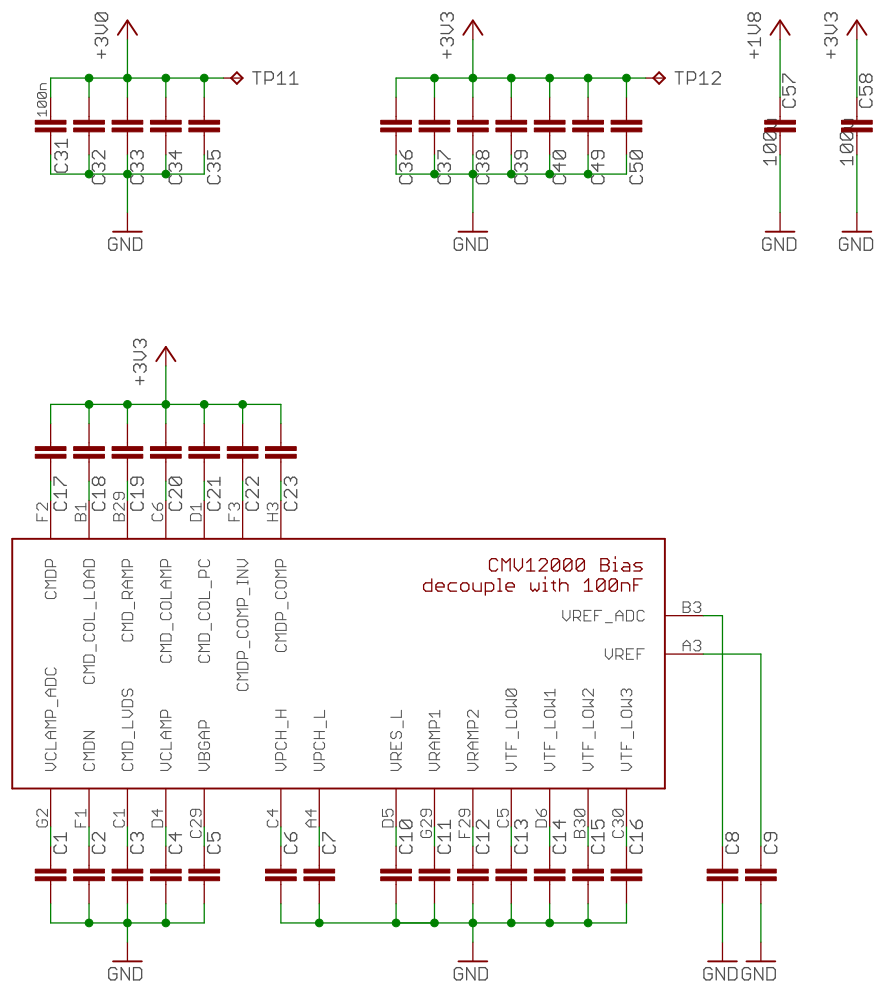 +3V0
TP11
100n
C31
C32
C33
C34
C35
GND
+3V3
TP12
C36
C37
C38
C39
C40
C49
C50
GND
+1V8
C57
GND
+3V3
C58
GND
+3V3
C17
C18
C19
C20
C21
C22
C23
F2
B1
B29
C6
D1
F3
H3
CMDP
CMD_COL_LOAD
CMD_RAMP
CMD_COLAMP
CMD_COL_PC
CMDP_COMP_INV
CMDP_COMP
CMV12000 Bias
decouple with 100nF
VREF_ADC
B3
VREF
A3
VCLAMP_ADC
CMDN
CMD_LVDS
VCLAMP
VBGAP
VPCH_H
VPCH_L
VRES_L
VRAMP1
VRAMP2
VTF_LOW0
VTF_LOW1
VTF_LOW2
VTF_LOW3
G2
F1
C1
D4
C29
C4
A4
D5
G29
F29
C5
D6
B30
C30
C1
C2
C3
C4
C5
C6
C7
C10
C11
C12
C13
C14
C15
C16
C8
C9
GND
GND
GND
GND